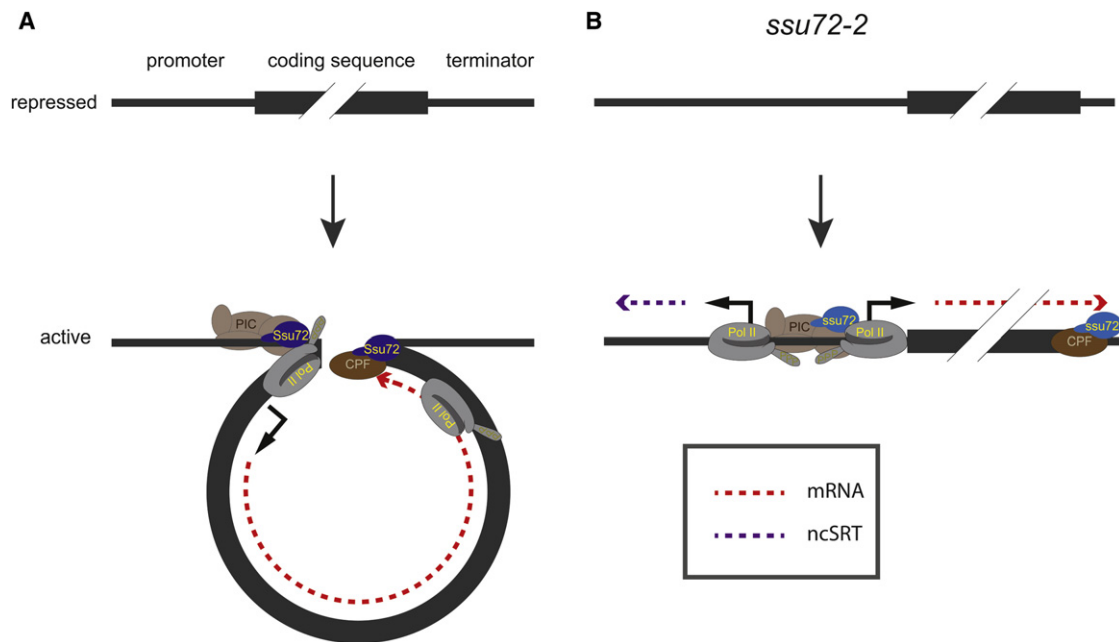 A
promoter coding sequence terminator
repressed
active
PIC
Ssu72
Pol II
Ssu72
CPF
Pol II
B
ssu72-2
Pol II
PIC
ssu72
Pol II
ssu72
CPF
mRNA
ncSRT